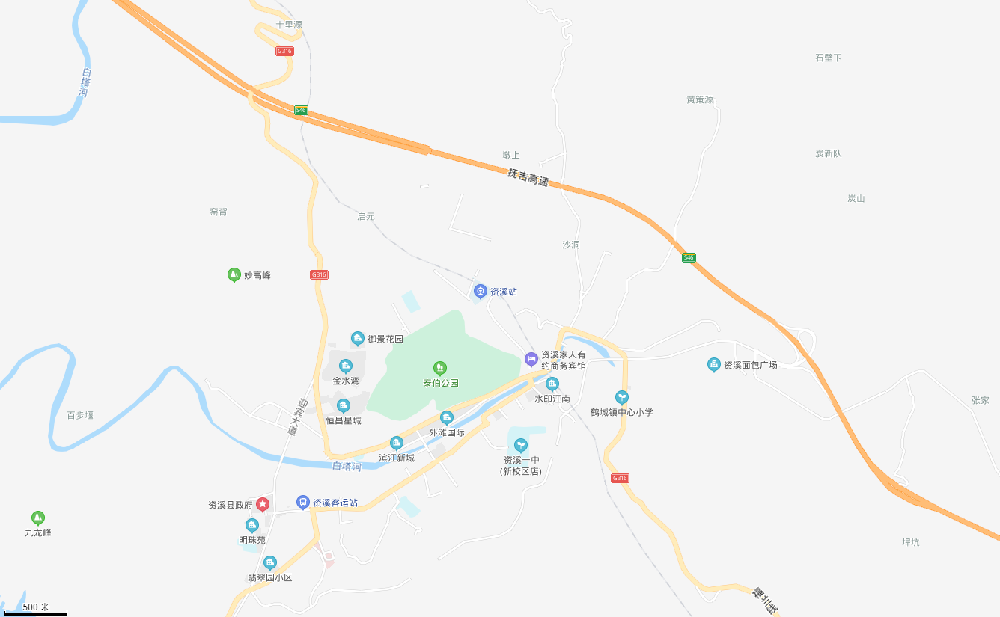 十里源
G316
石壁下
白塔河
黄策源
S46
墩上
炭新队
抚吉高速
炭山
窑背
启元
沙洞
S46
妙高峰
G316
资溪站
御景花园
资溪家人有
约商务宾馆
金水湾
泰伯公园
资溪面包广场
水印江南
张家
迎宾大道
恒昌星城
鹤城镇中心小学
百步堰
外滩国际
滨江新城
资溪一中
(新校区店)
白塔河
G316
资溪县政府
资溪客运站
九龙峰
明珠苑
垾坑
翡翠园小区
福兰线
500 米